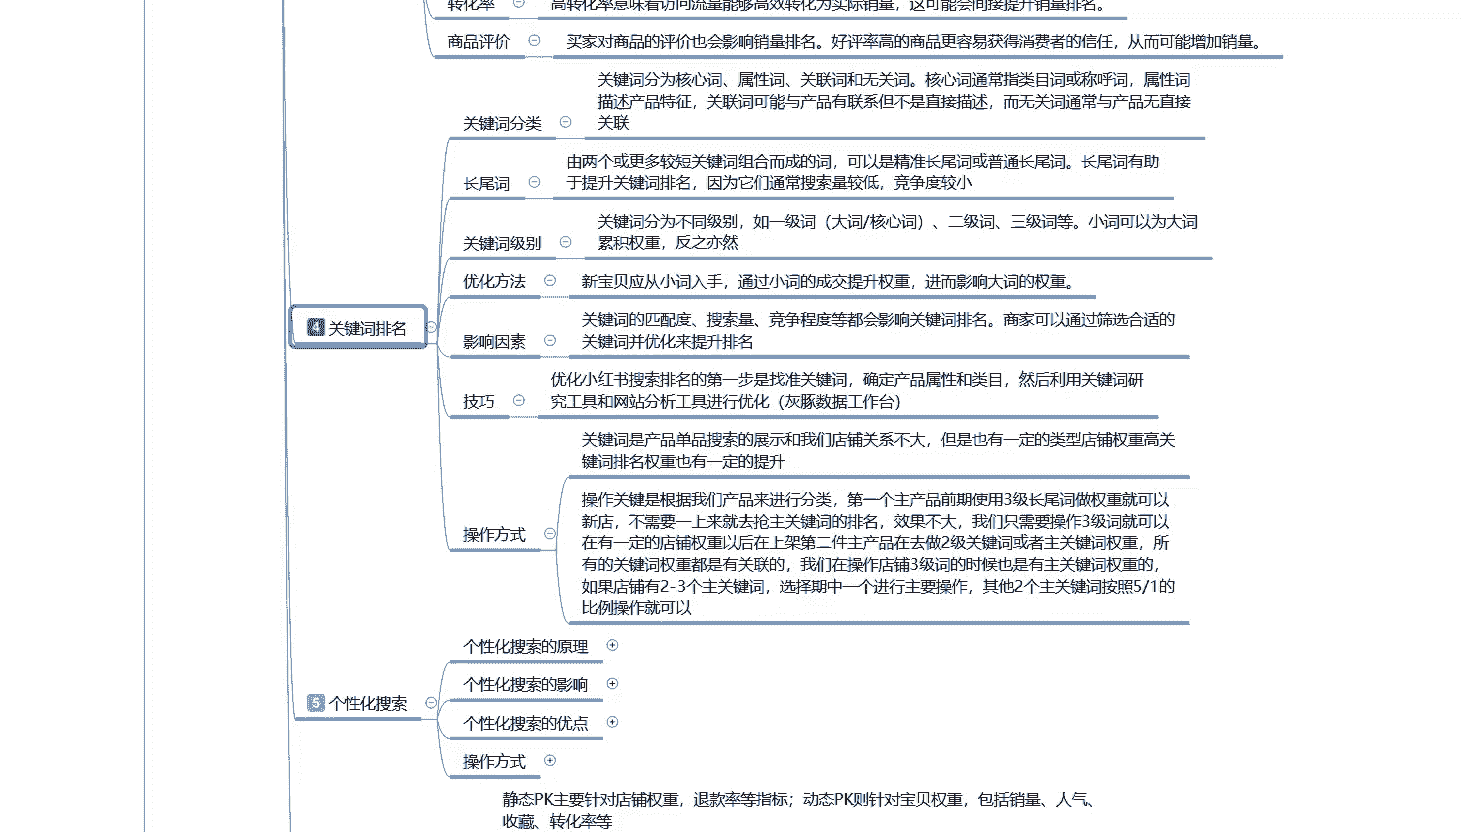 转化率
高转化率意味着访问流量能够高效转化为实际销量，这可能会间接提升销量排名。
商品评价
买家对商品的评价也会影响销量排名。好评率高的商品更容易获得消费者的信任，从而可能增加销量。
关键词分类
关键词分为核心词、属性词、关联词和无关词。核心词通常指类目词或称呼词，属性词
描述产品特征，关联词可能与产品有联系但不是直接描述，而无关词通常与产品无直接
关联
长尾词
由两个或更多较短关键词组合而成的词，可以是精准长尾词或普通长尾词。长尾词有助
于提升关键词排名，因为它们通常搜索量较低，竞争度较小
关键词级别
关键词分为不同级别，如一级词（大词/核心词）、二级词、三级词等。小词可以为大词
累积权重，反之亦然
优化方法
新宝贝应从小词入手，通过小词的成交提升权重，进而影响大词的权重。
4 关键词排名
影响因素
关键词的匹配度、搜索量、竞争程度等都会影响关键词排名。商家可以通过筛选合适的
关键词并优化来提升排名
技巧
优化小红书搜索排名的第一步是找准关键词，确定产品属性和类目，然后利用关键词研
究工具和网站分析工具进行优化（灰豚数据工作台）
操作方式
关键词是产品单品搜索的展示和我们店铺关系不大，但是也有一定的类型店铺权重高关
键词排名权重也有一定的提升
操作关键是根据我们产品来进行分类，第一个主产品前期使用3级长尾词做权重就可以
新店，不需要一上来就去抢主关键词的排名，效果不大，我们只需要操作3级词就可以
在有一定的店铺权重以后在上架第二件主产品在去做2级关键词或者主关键词权重，所
有的关键词权重都是有关联的，我们在操作店铺3级词的时候也是有主关键词权重的，
如果店铺有2-3个主关键词，选择期中一个进行主要操作，其他2个主关键词按照5/1的
比例操作就可以
5 个性化搜索
个性化搜索的原理
个性化搜索的影响
个性化搜索的优点
操作方式
静态PK主要针对店铺权重，退款率等指标；动态PK则针对宝贝权重，包括销量、人气、
收藏、转化率等